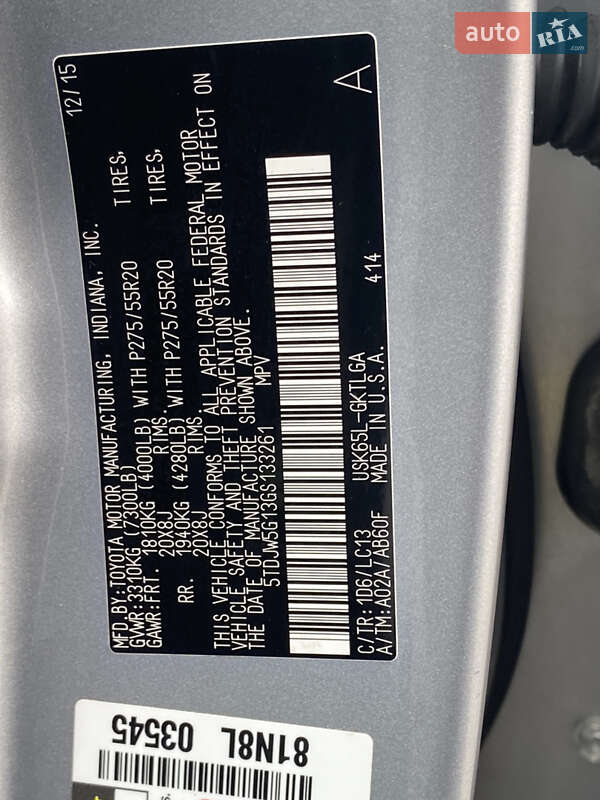 auto RIA.com
12/15
A
MFD.BY:TOYOTA MOTOR MANUFACTURING, INDIANA, INC.
GVWR:3310KG (7300LB)
GAWR:FRT. 1810KG (4000LB) WITH P275/55R20 TIRES,
20X8J RIMS.
RR. 1940KG (4280LB) WITH P275/55R20 TIRES,
20X8J RIMS.
THIS VEHICLE CONFORMS TO ALL APPLICABLE FEDERAL MOTOR
VEHICLE SAFETY AND THEFT PREVENTION STANDARDS IN EFFECT ON
THE DATE OF MANUFACTURE SHOWN ABOVE.
5TDJW5G13GS133261 MPV
414
C/TR:1D6/LC13 USK65L-GKTLGA
A/TM:A02A/AB60F MADE IN U.S.A.
81N8L 03545